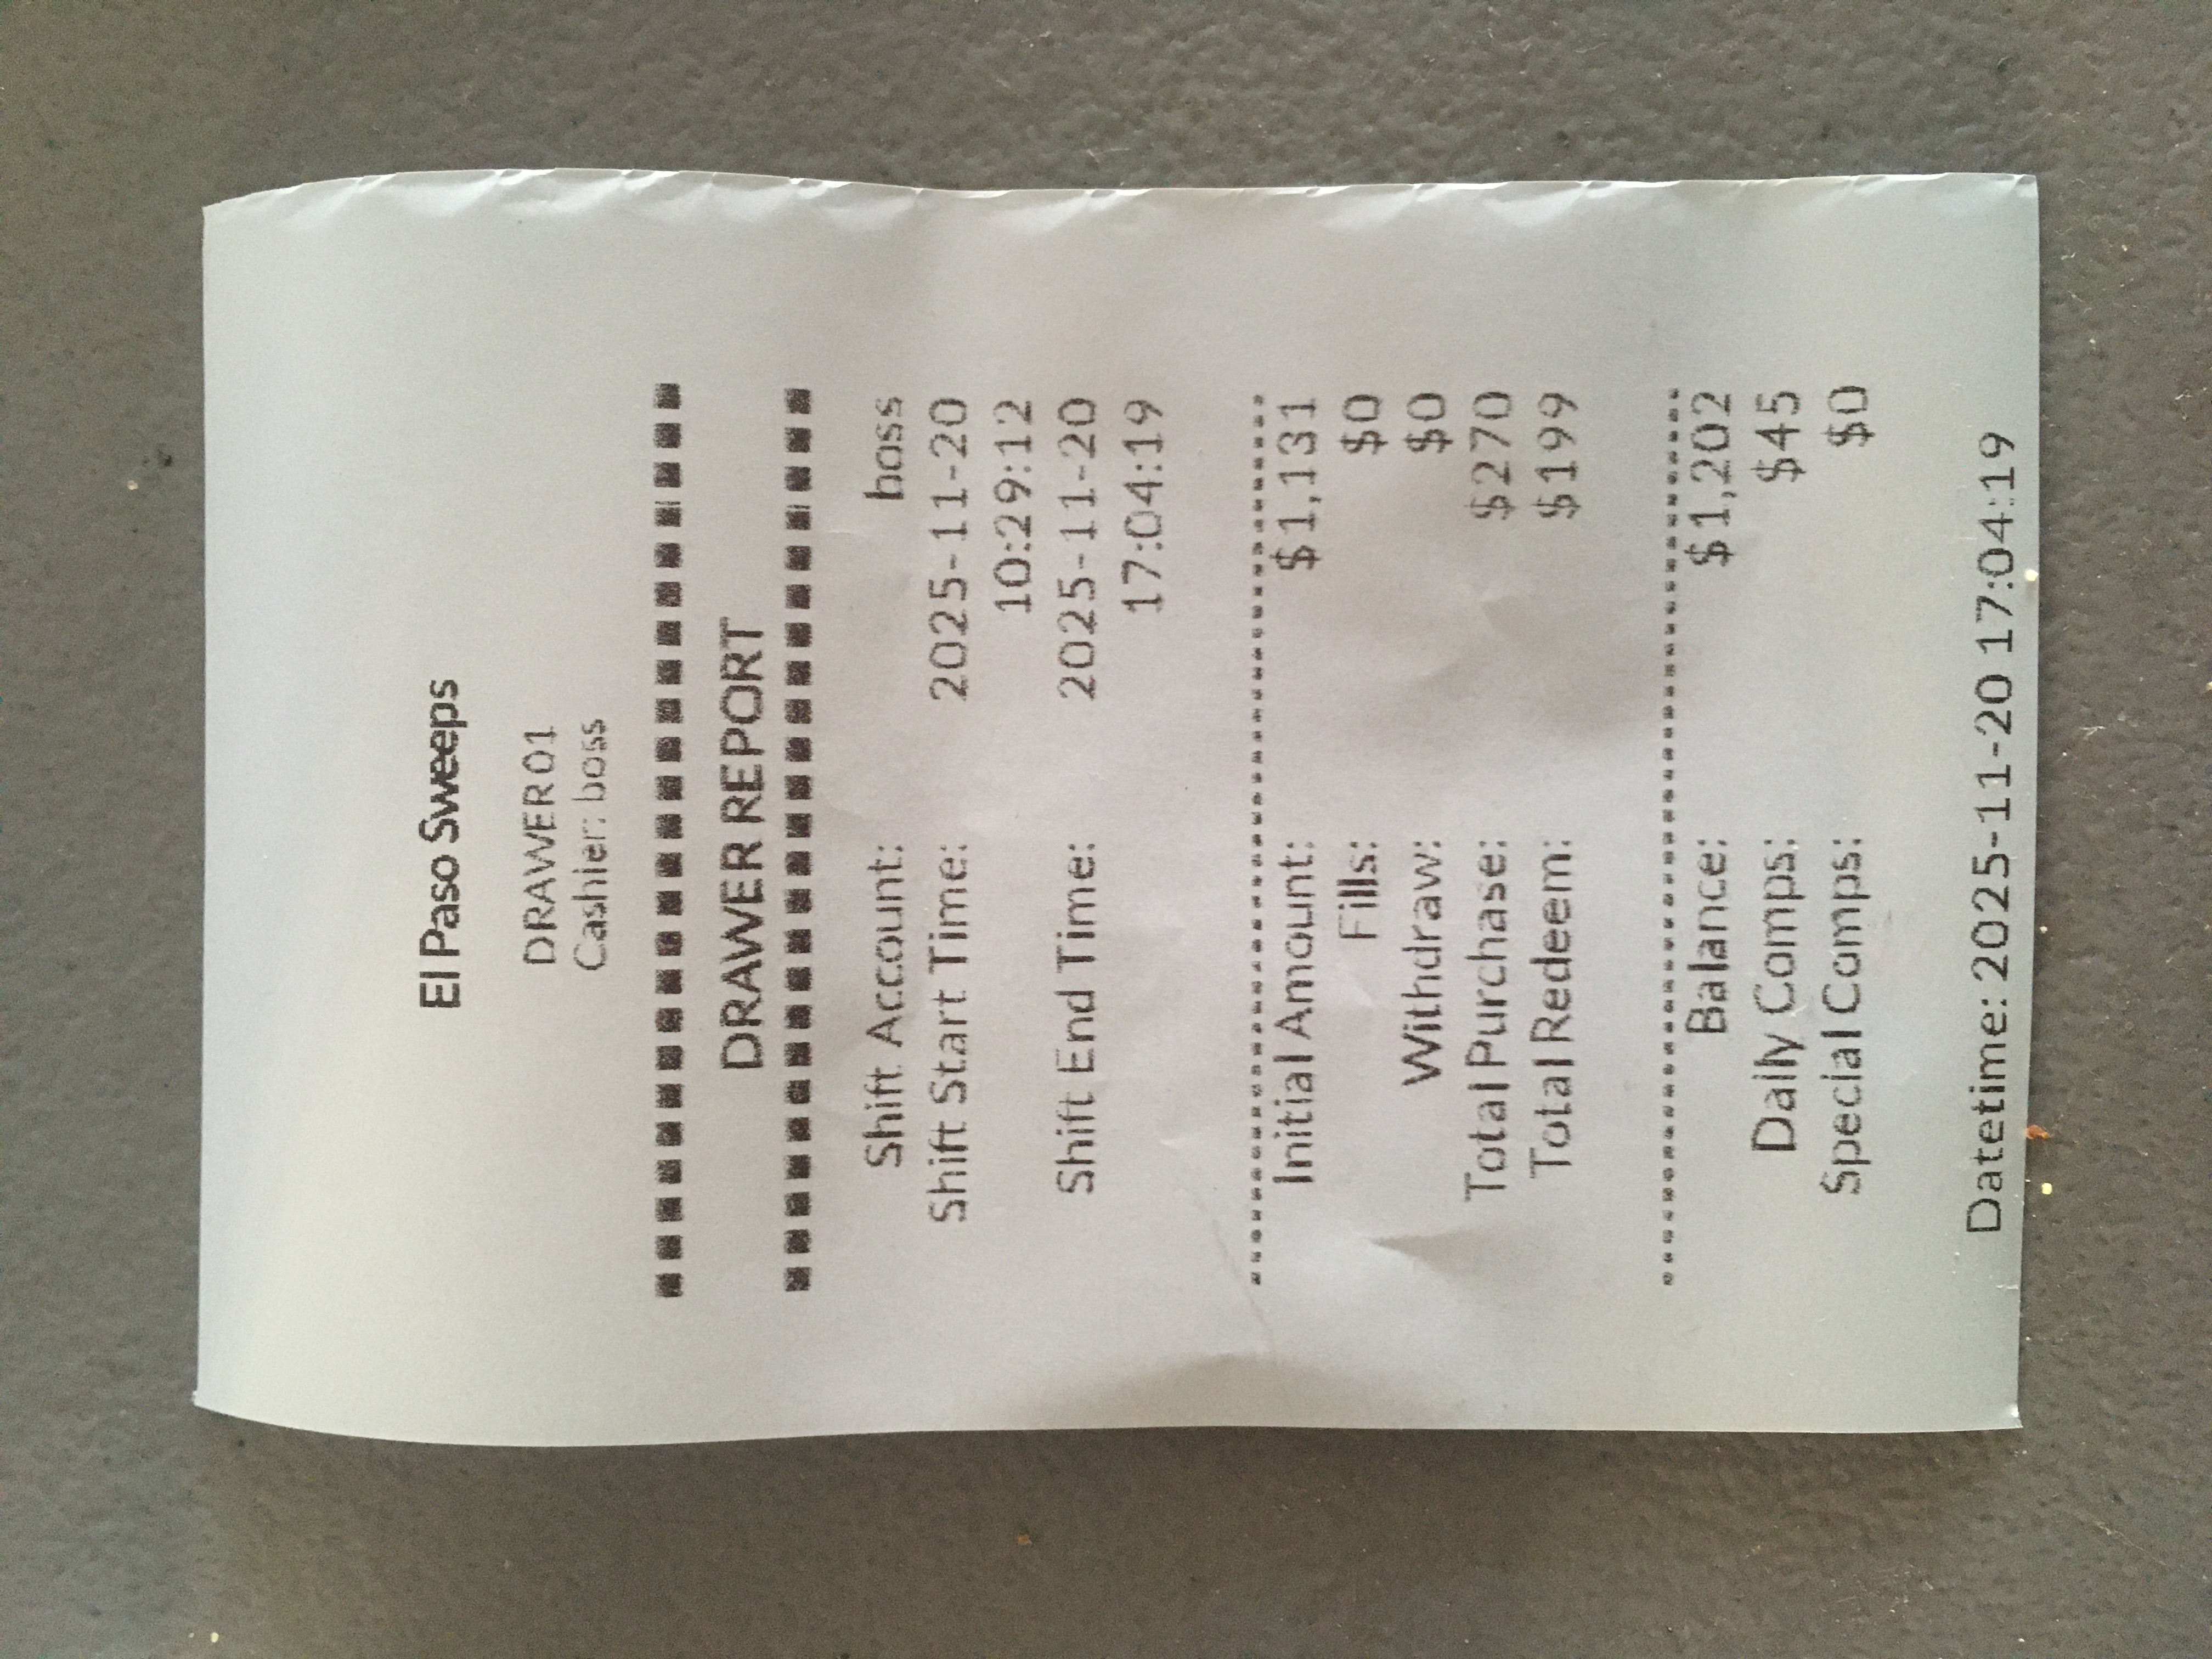 El Paso Sweeps
DRAWER01
Cashier: boss
DRAWER REPORT
Shift Account: boss
Shift Start Time: 2025-11-20
10:29:12
Shift End Time: 2025-11-20
17:04:19
Initial Amount: $1,131
Fills: $0
Withdraw: $0
Total Purchase: $270
Total Redeem: $199
Balance: $1,202
Daily Comps: $45
Special Comps: $0
Datetime: 2025-11-20 17:04:19